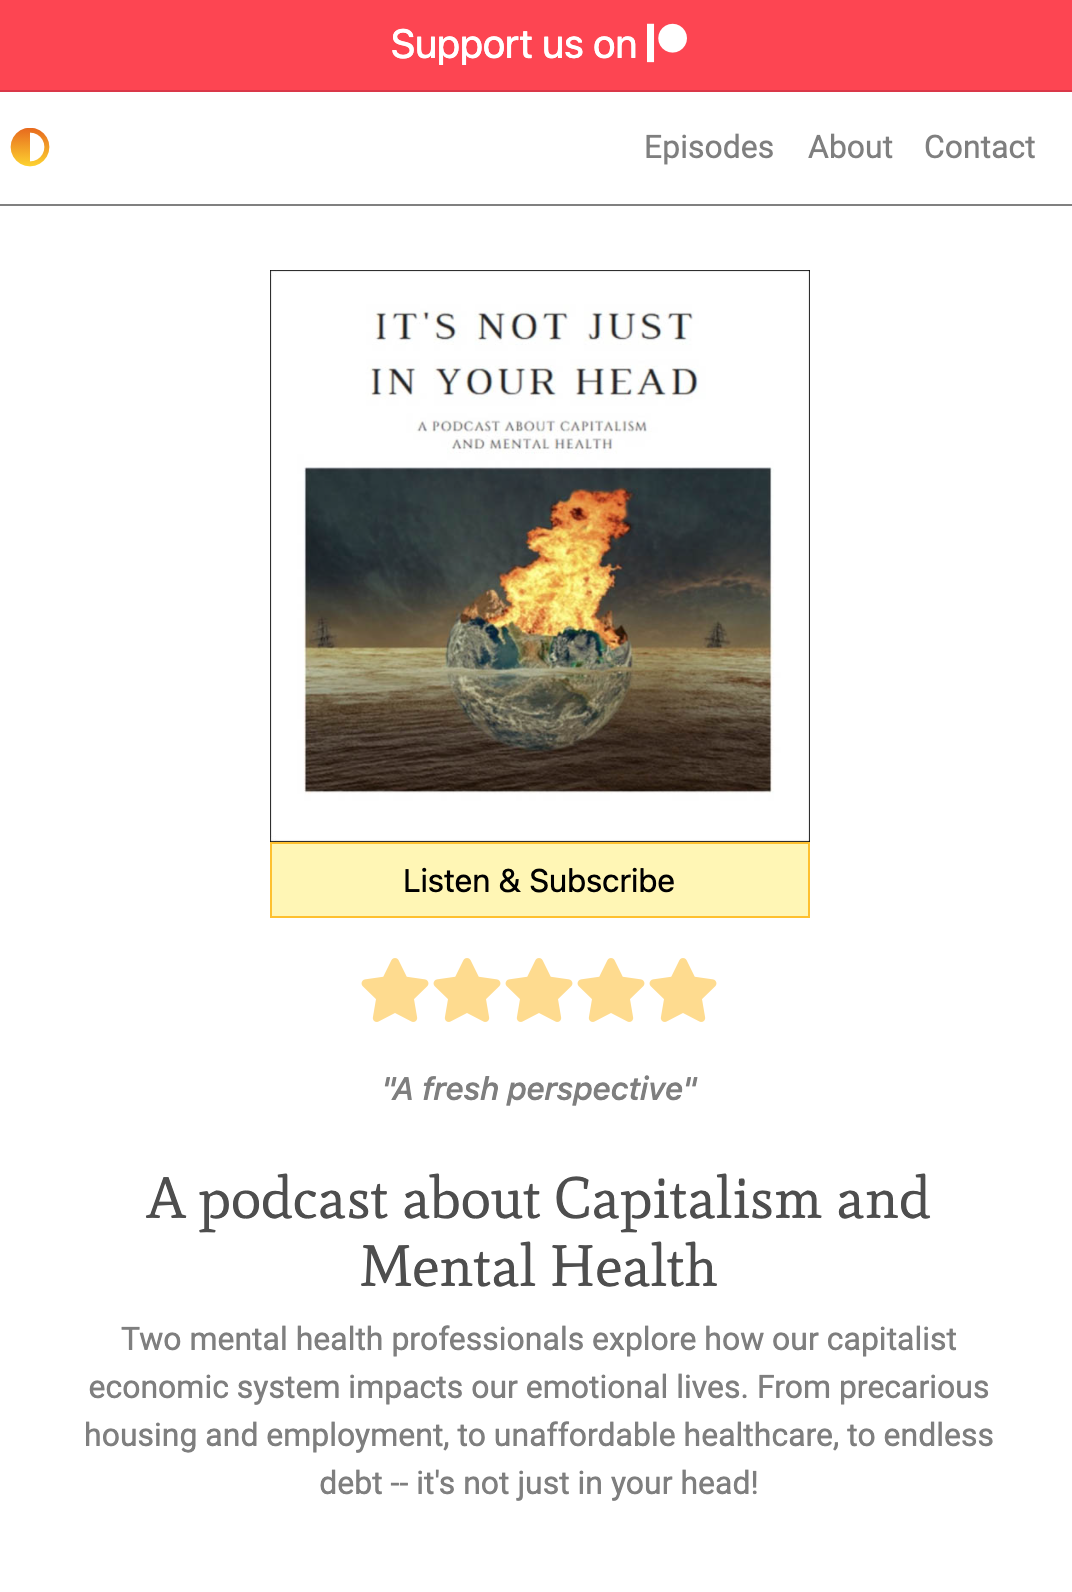 Support us on
Episodes About Contact
IT'S NOT JUST
IN YOUR HEAD
A PODCAST ABOUT CAPITALISM
AND MENTAL HEALTH
Listen & Subscribe
"A fresh perspective"
A podcast about Capitalism and
Mental Health
Two mental health professionals explore how our capitalist
economic system impacts our emotional lives. From precarious
housing and employment, to unaffordable healthcare, to endless
debt -- it's not just in your head!